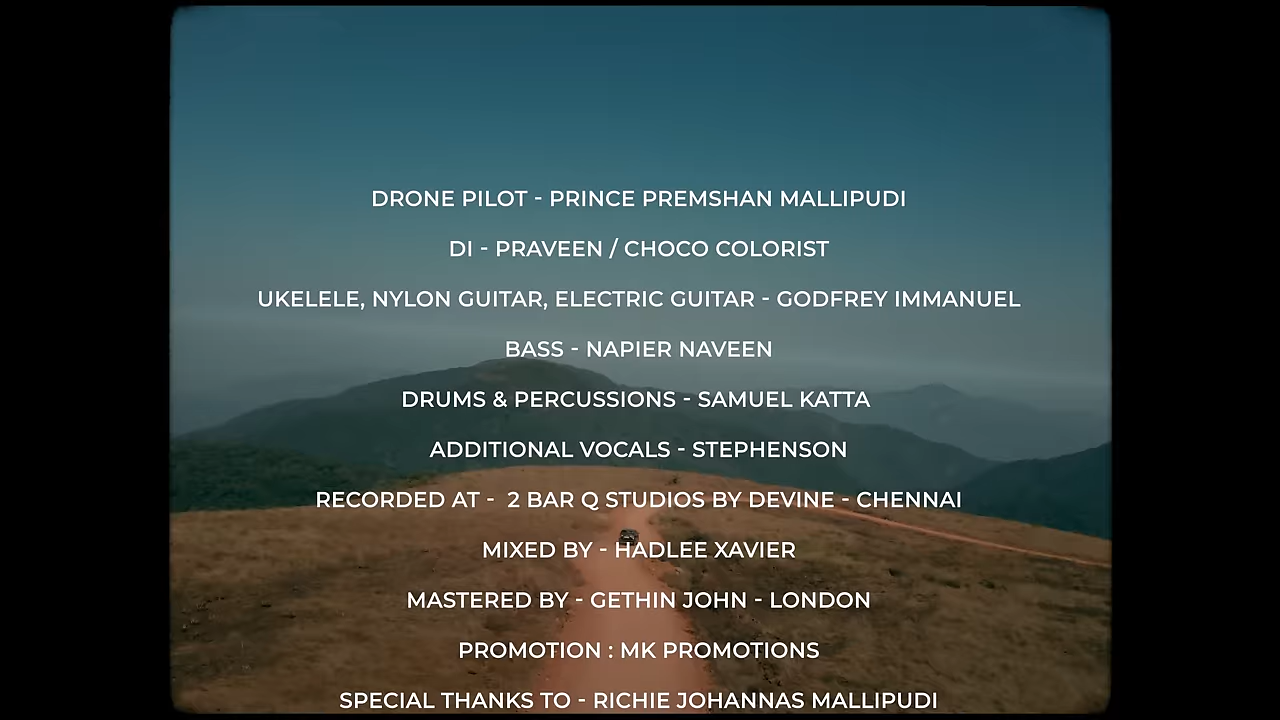 DRONE PILOT - PRINCE PREMSHAN MALLIPUDI
DI - PRAVEEN / CHOCO COLORIST
UKELELE, NYLON GUITAR, ELECTRIC GUITAR - GODFREY IMMANUEL
BASS - NAPIER NAVEEN
DRUMS & PERCUSSIONS - SAMUEL KATTA
ADDITIONAL VOCALS - STEPHENSON
RECORDED AT -  2 BAR Q STUDIOS BY DEVINE - CHENNAI
MIXED BY - HADLEE XAVIER
MASTERED BY - GETHIN JOHN - LONDON
PROMOTION : MK PROMOTIONS
SPECIAL THANKS TO - RICHIE JOHANNAS MALLIPUDI